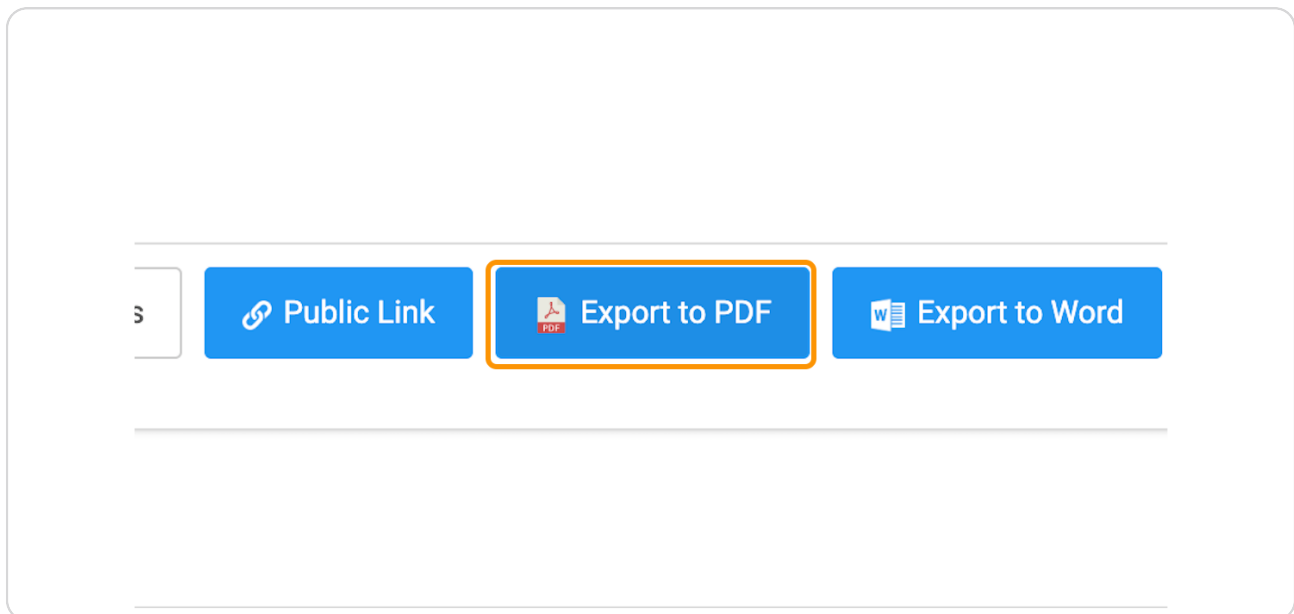 s
Public Link
PDF
Export to PDF
W
Export to Word